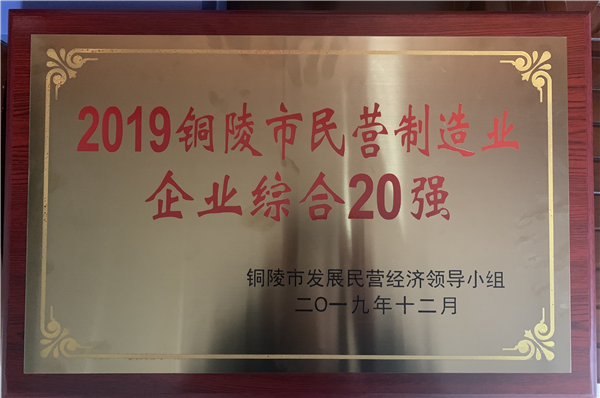 2019铜陵市民营制造业
企业综合20强
铜陵市发展民营经济领导小组
二〇一九年十二月